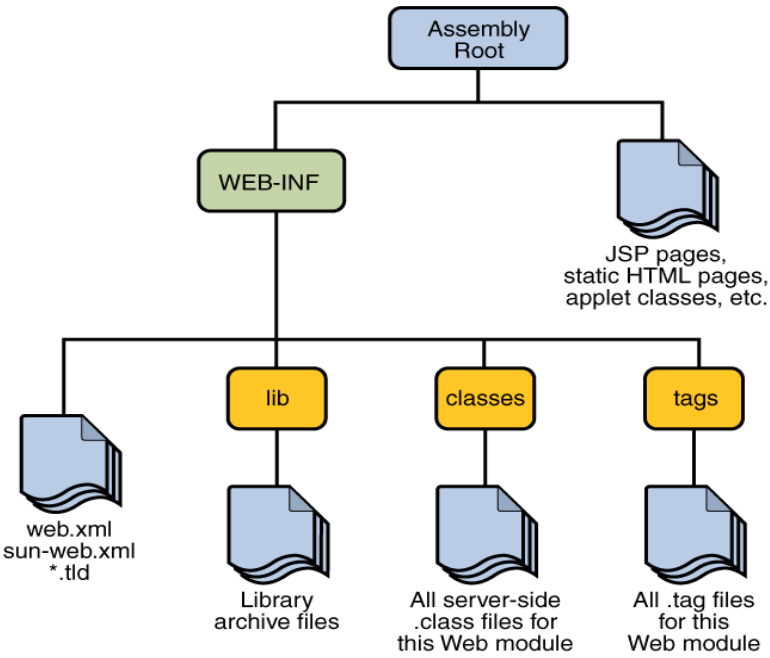 Assembly
Root
WEB-INF
JSP pages,
static HTML pages,
applet classes, etc.
lib
classes
tags
web.xml
sun-web.xml
*.tld
Library
archive files
All server-side
.class files for
this Web module
All .tag files
for this
Web module